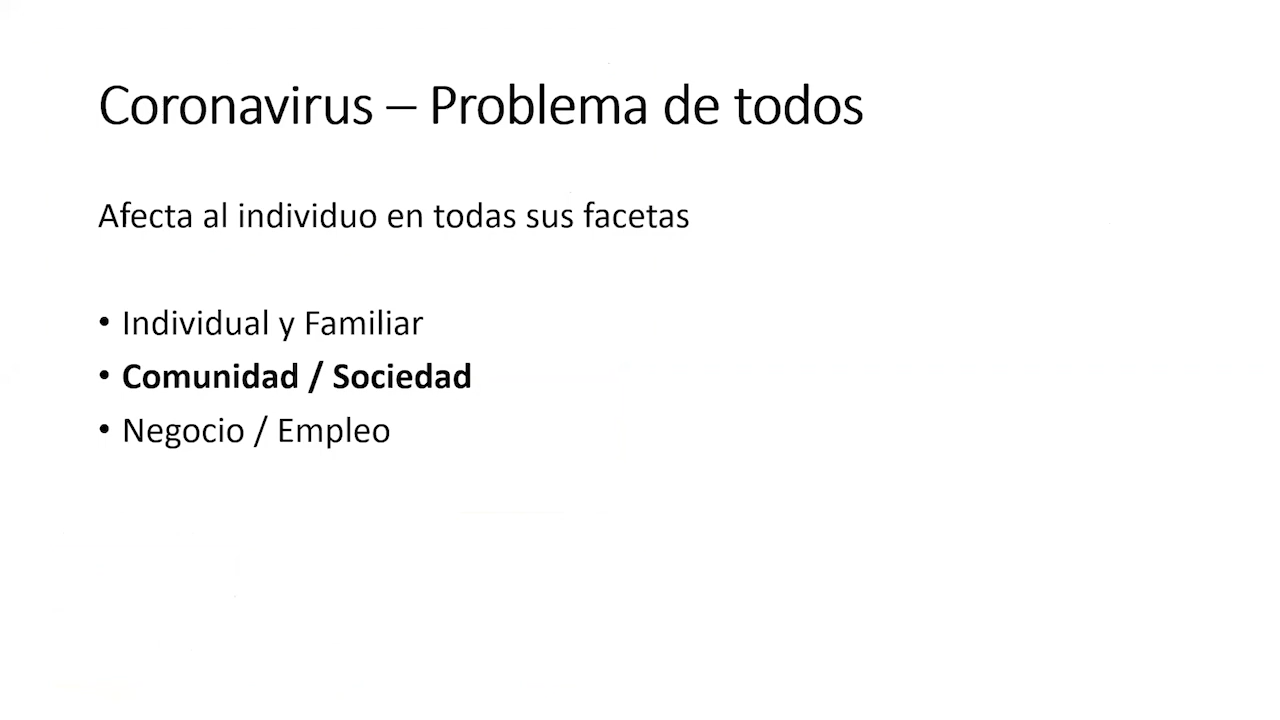 Coronavirus – Problema de todos
Afecta al individuo en todas sus facetas
• Individual y Familiar
• Comunidad / Sociedad
• Negocio / Empleo